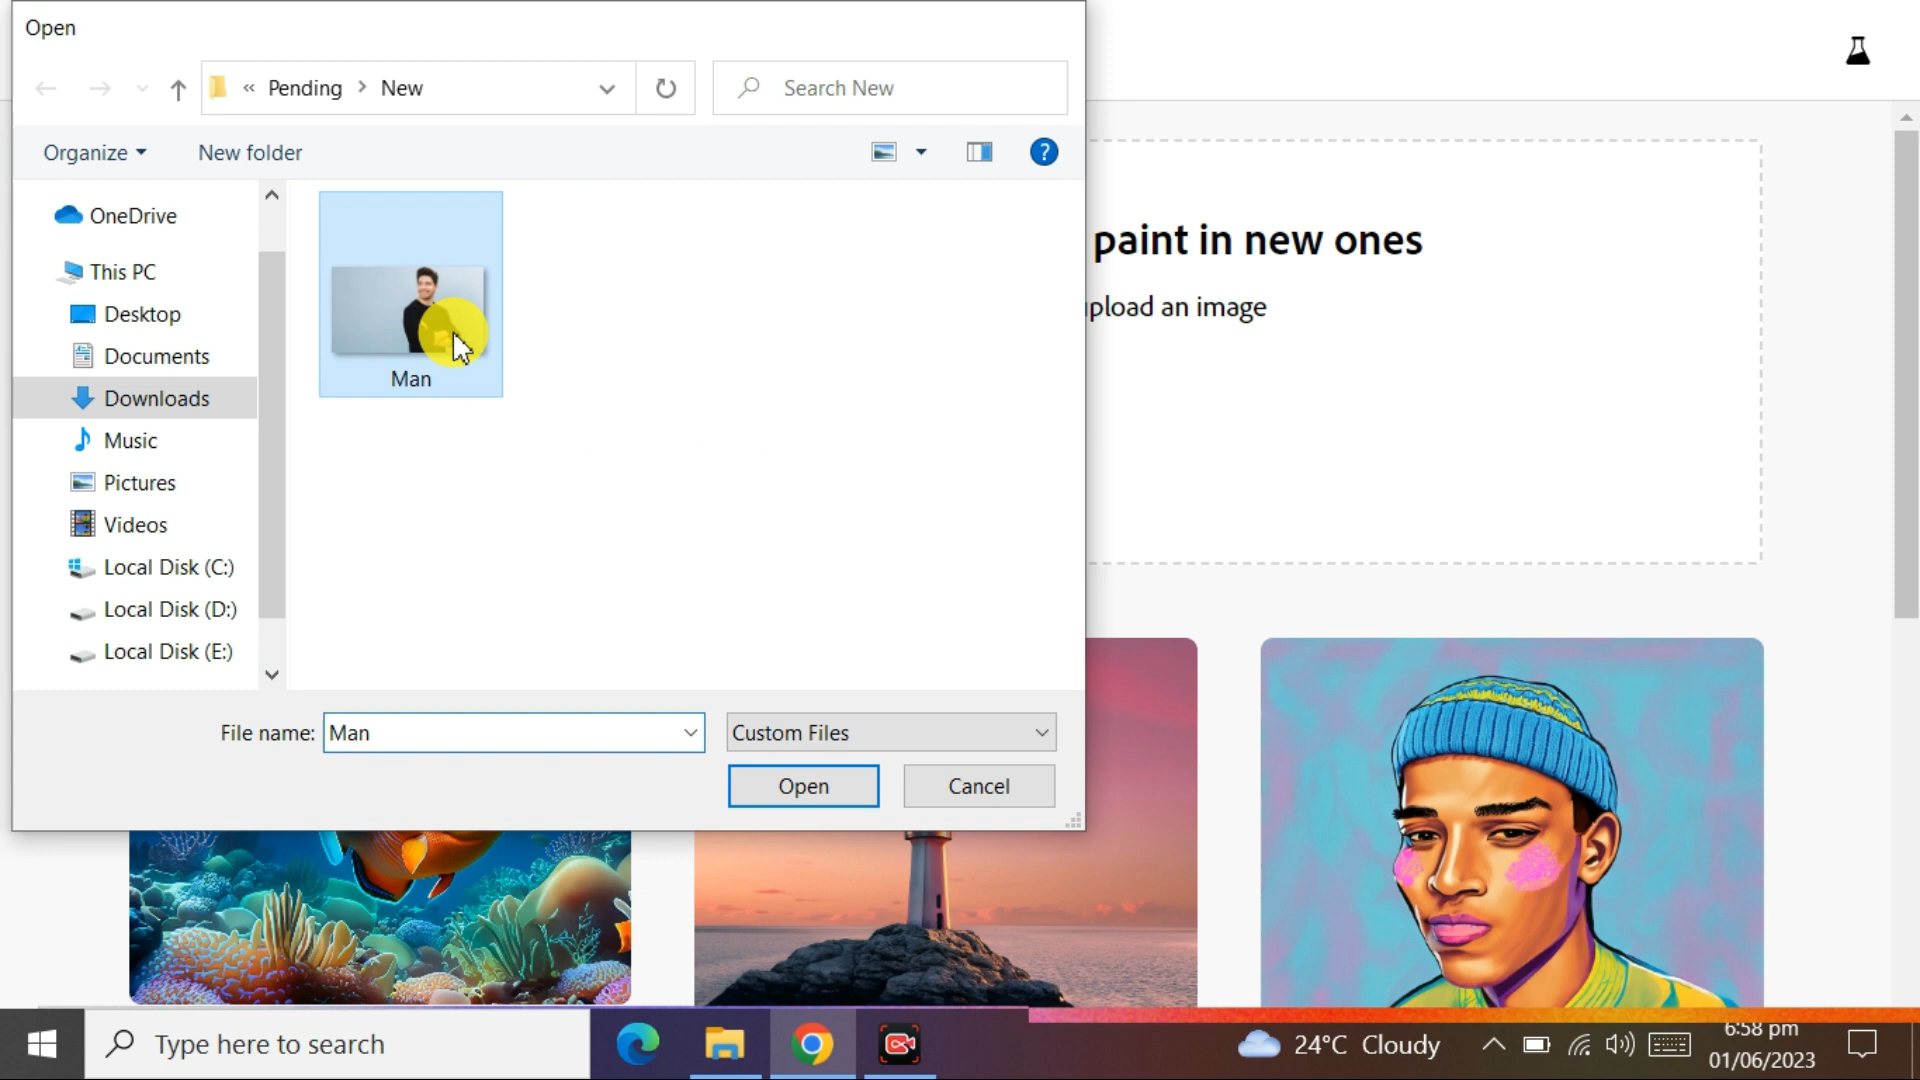 Open
« Pending > New
Search New
Organize
New folder
?
OneDrive
This PC
Desktop
Documents
Downloads
Music
Pictures
Videos
Local Disk (C:)
Local Disk (D:)
Local Disk (E:)
Man
paint in new ones
upload an image
File name: Man
Custom Files
Open
Cancel
Type here to search
24°C Cloudy
6:58 pm
01/06/2023